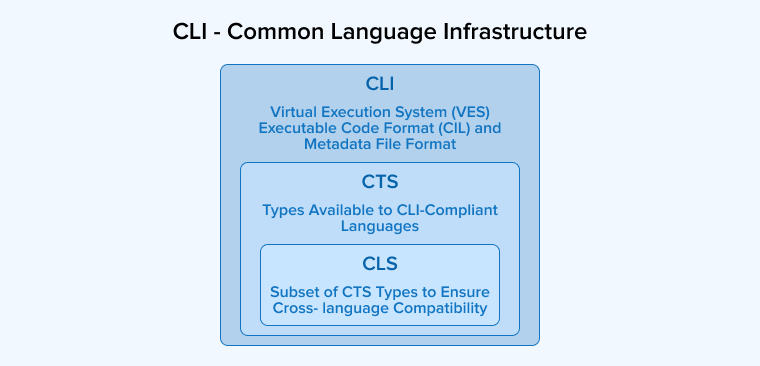 CLI - Common Language Infrastructure
CLI
Virtual Execution System (VES)
Executable Code Format (CIL) and
Metadata File Format
CTS
Types Available to CLI-Compliant
Languages
CLS
Subset of CTS Types to Ensure
Cross- language Compatibility